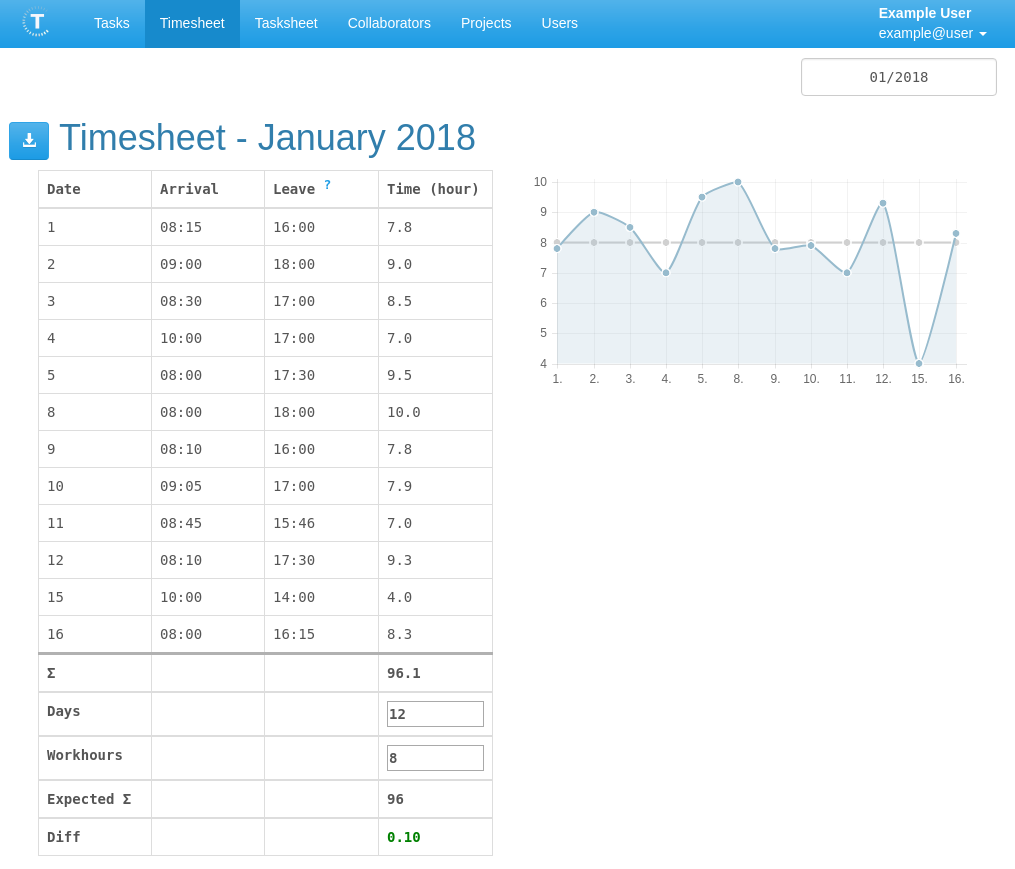 T Tasks Timesheet Tasksheet Collaborators Projects Users
Example User
example@user
01/2018
Timesheet - January 2018
Date Arrival Leave ? Time (hour)
1 08:15 16:00 7.8
2 09:00 18:00 9.0
3 08:30 17:00 8.5
4 10:00 17:00 7.0
5 08:00 17:30 9.5
8 08:00 18:00 10.0
9 08:10 16:00 7.8
10 09:05 17:00 7.9
11 08:45 15:46 7.0
12 08:10 17:30 9.3
15 10:00 14:00 4.0
16 08:00 16:15 8.3
Σ 96.1
Days 12
Workhours 8
Expected Σ 96
Diff 0.10
10
9
8
7
6
5
4
1. 2. 3. 4. 5. 8. 9. 10. 11. 12. 15. 16.